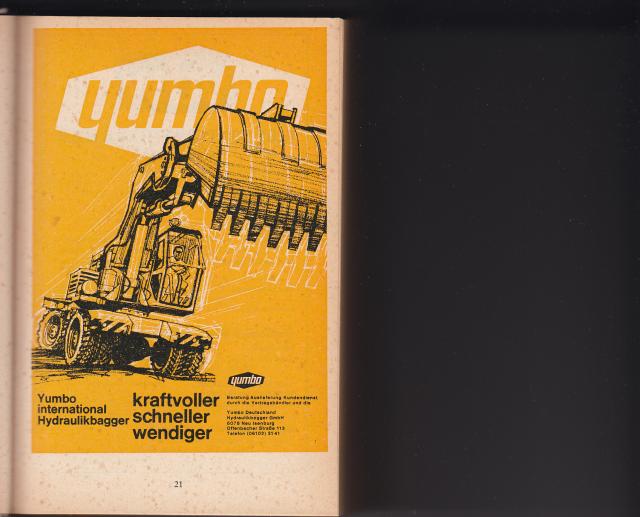 yumbo
yumbo
Yumbo
international
Hydraulikbagger
kraftvoller
schneller
wendiger
Beratung Auslieferung Kundendienst
durch die Vertragshändler und die
Yumbo Deutschland
Hydraulikbagger GmbH
6078 Neu Isenburg
Offenbacher Straße 113
Telefon (06102) 3141
21